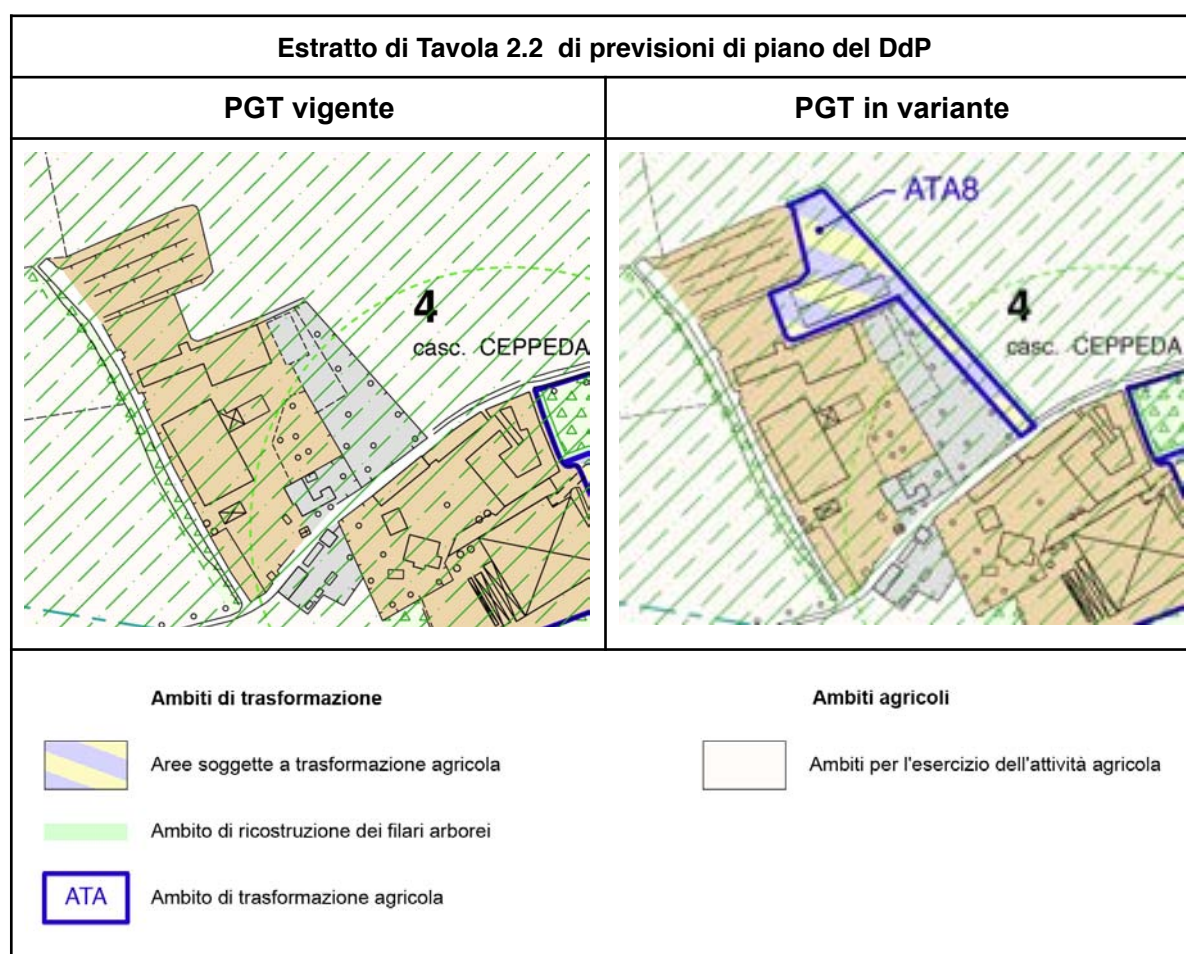 Estratto di Tavola 2.2 di previsioni di piano del DdP
PGT vigente
PGT in variante
4
casc. CEPPEDA
ATA8
4
casc. CEPPEDA
Ambiti di trasformazione
Aree soggette a trasformazione agricola
Ambito di ricostruzione dei filari arborei
ATA
Ambito di trasformazione agricola
Ambiti agricoli
Ambiti per l'esercizio dell'attività agricola